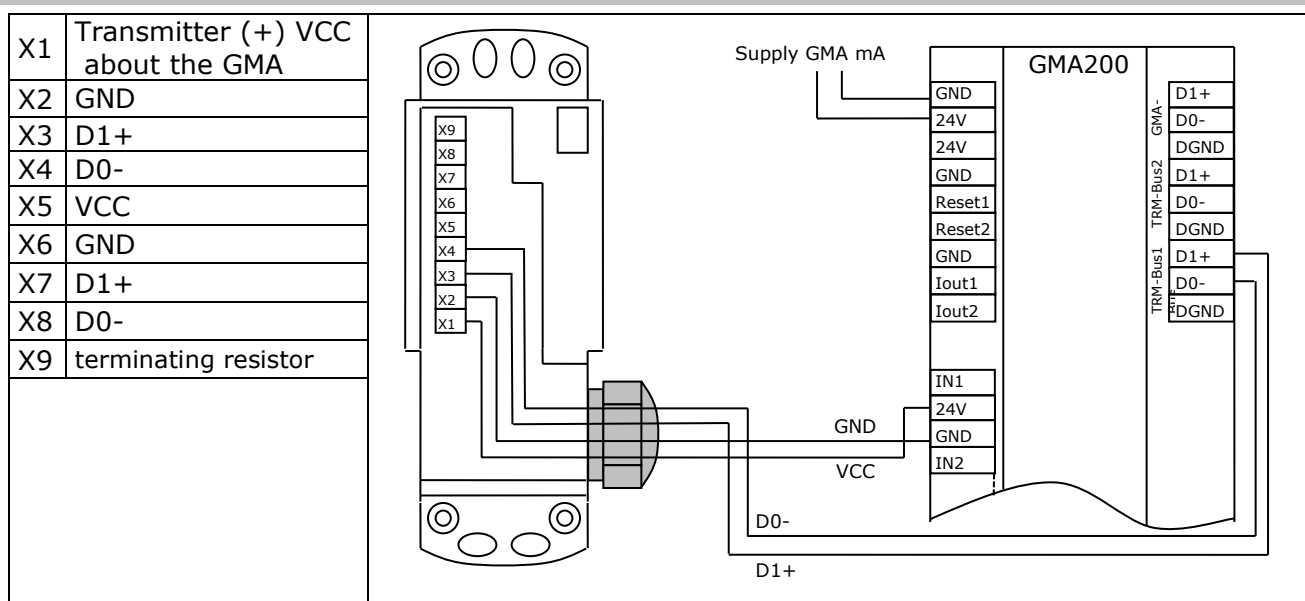 X1 Transmitter (+) VCC
about the GMA
X2 GND
X3 D1+
X4 D0-
X5 VCC
X6 GND
X7 D1+
X8 D0-
X9 terminating resistor
X9
X8
X7
X6
X5
X4
X3
X2
X1
Supply GMA mA
GMA200
GND
24V
24V
GND
Reset1
Reset2
GND
Iout1
Iout2
IN1
24V
GND
IN2
GMA-
TRM-Bus2
TRM-Bus1
D1+
D0-
DGND
D1+
D0-
DGND
D1+
D0-
DGND
GND
VCC
D0-
D1+